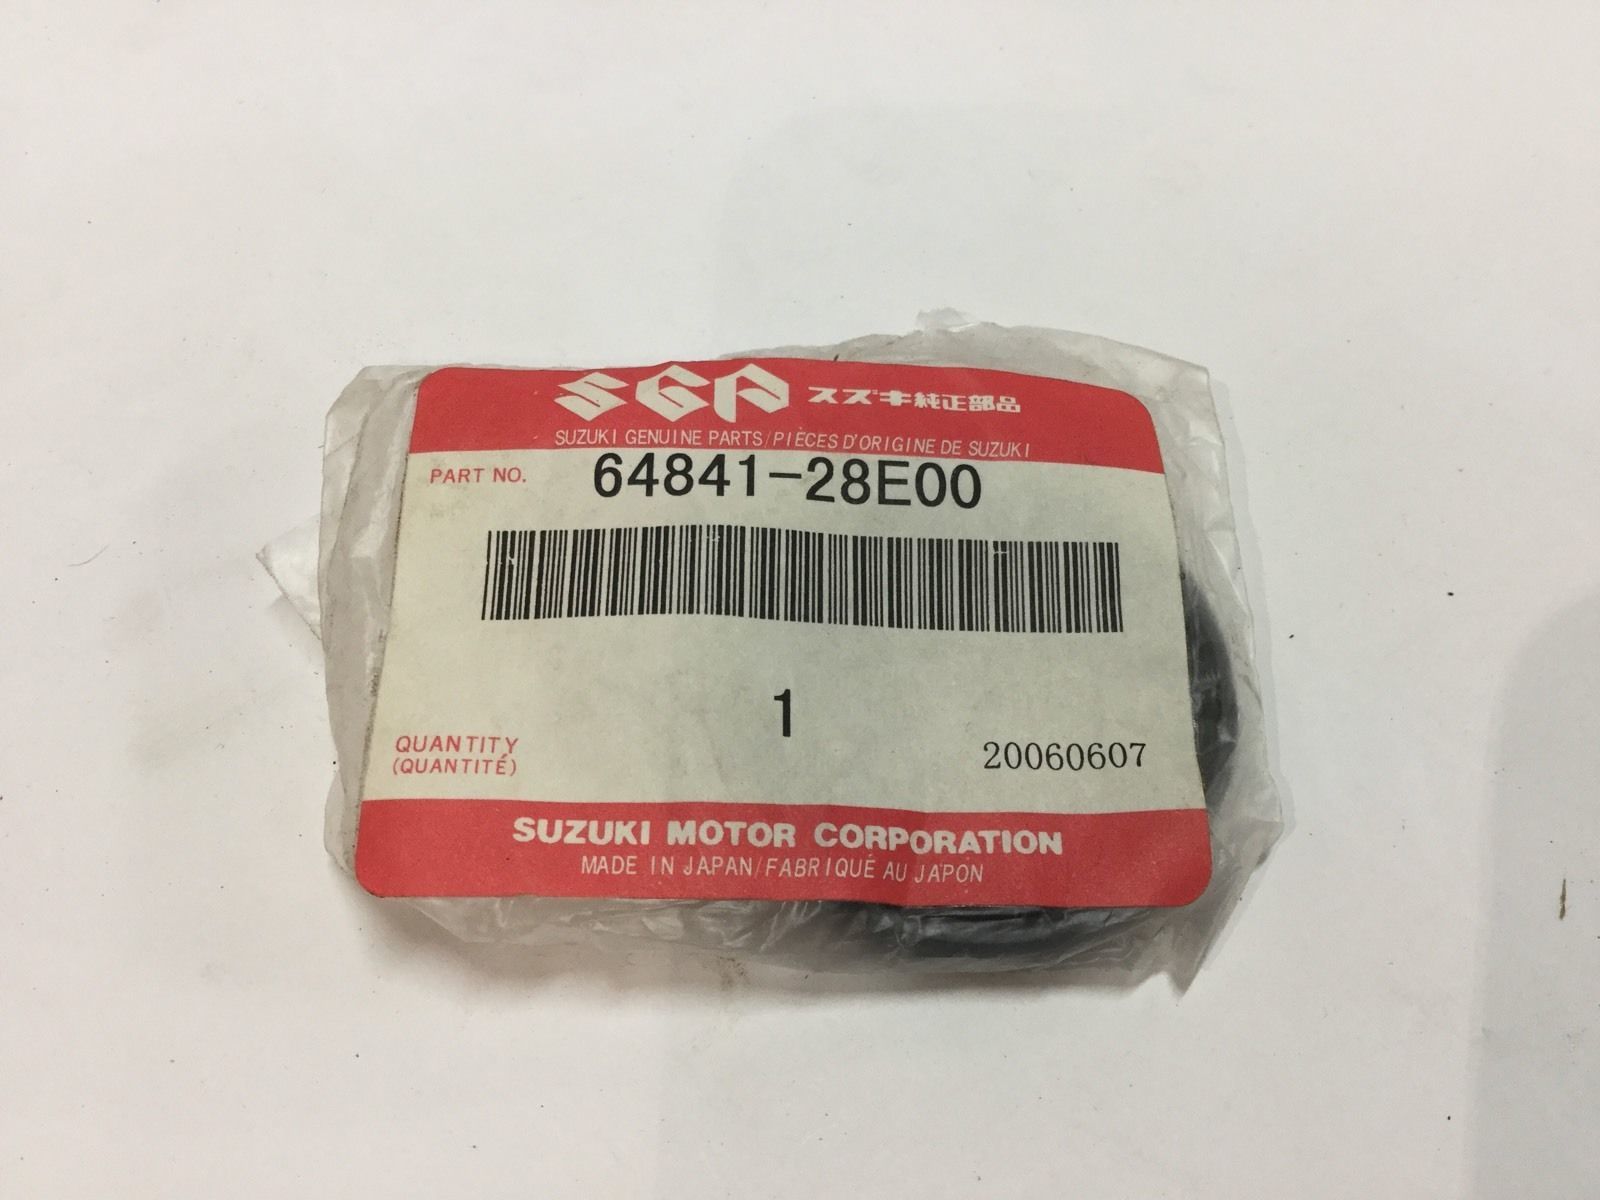 SGP スズキ純正部品
SUZUKI GENUINE PARTS/PIÈCES D'ORIGINE DE SUZUKI
PART NO. 64841-28E00
1
QUANTITY
(QUANTITÉ)
20060607
SUZUKI MOTOR CORPORATION
MADE IN JAPAN/FABRIQUÉ AU JAPON